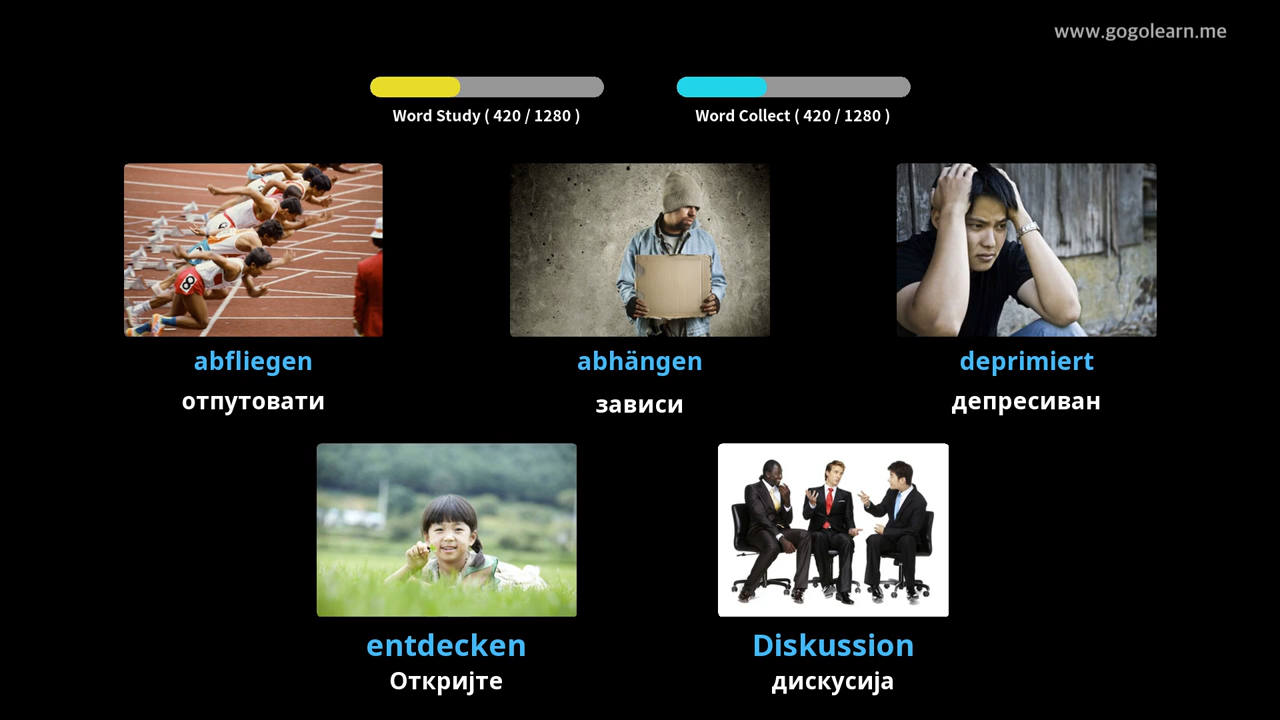 www.gogolearn.me
Word Study ( 420 / 1280 )
Word Collect ( 420 / 1280 )
8
abfliegen
отпутовати
abhängen
зависи
deprimiert
депресиван
entdecken
Откријте
Diskussion
дискусија